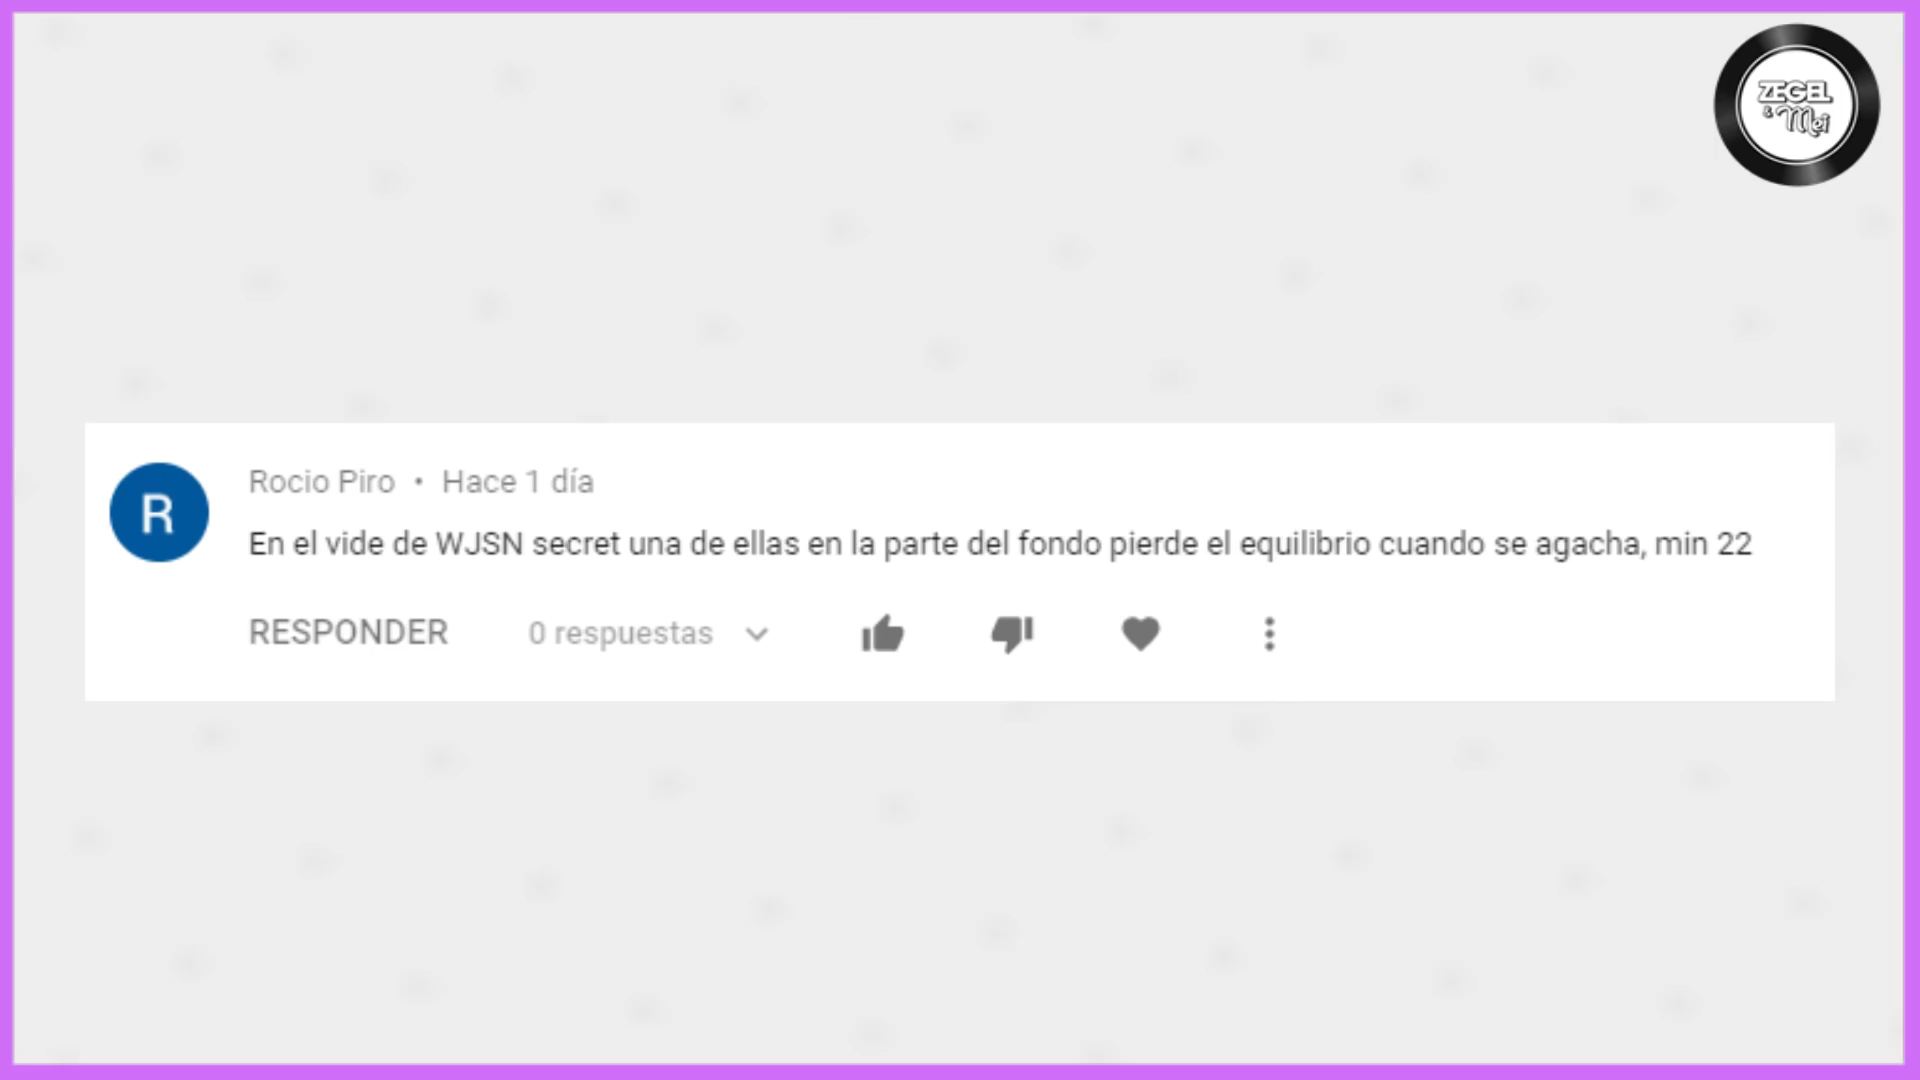 ZEGEL
& Mei
Rocio Piro • Hace 1 día
R
En el vide de WJSN secret una de ellas en la parte del fondo pierde el equilibrio cuando se agacha, min 22
RESPONDER 0 respuestas